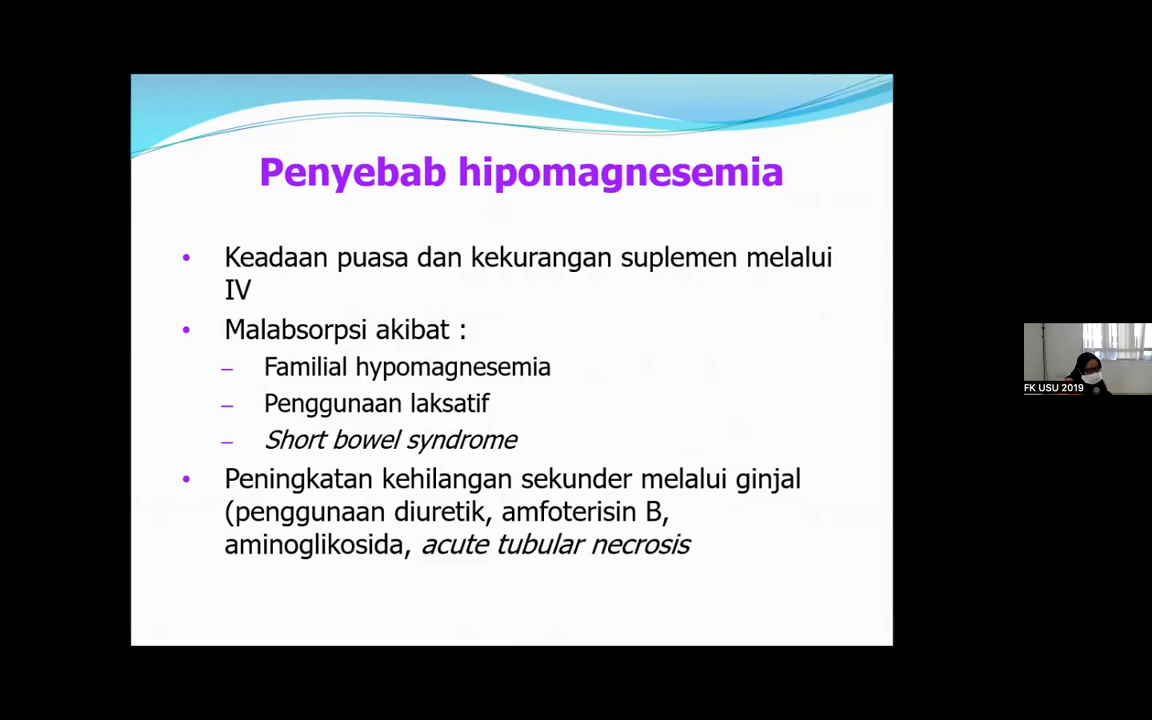 Penyebab hipomagnesemia
• Keadaan puasa dan kekurangan suplemen melalui
IV
• Malabsorpsi akibat :
– Familial hypomagnesemia
– Penggunaan laksatif
– Short bowel syndrome
• Peningkatan kehilangan sekunder melalui ginjal
(penggunaan diuretik, amfoterisin B,
aminoglikosida, acute tubular necrosis
FK USU 2019